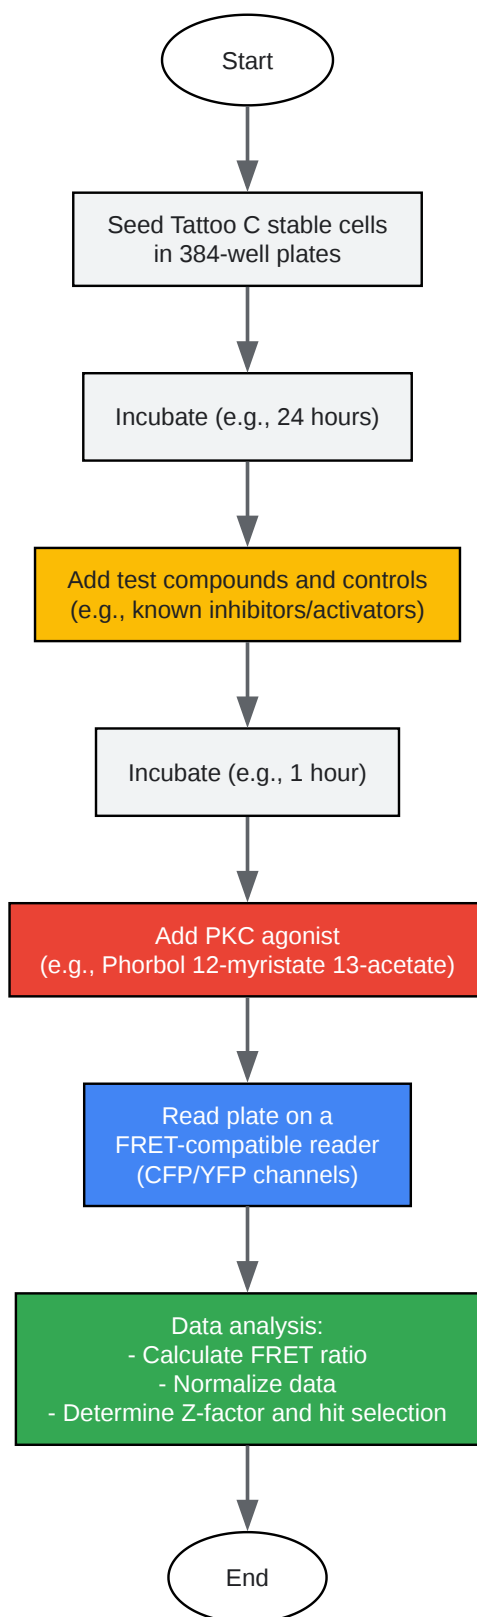 Start
Seed Tattoo C stable cells
in 384-well plates
Incubate (e.g., 24 hours)
Add test compounds and controls
(e.g., known inhibitors/activators)
Incubate (e.g., 1 hour)
Add PKC agonist
(e.g., Phorbol 12-myristate 13-acetate)
Read plate on a
FRET-compatible reader
(CFP/YFP channels)
Data analysis:
- Calculate FRET ratio
- Normalize data
- Determine Z-factor and hit selection
End